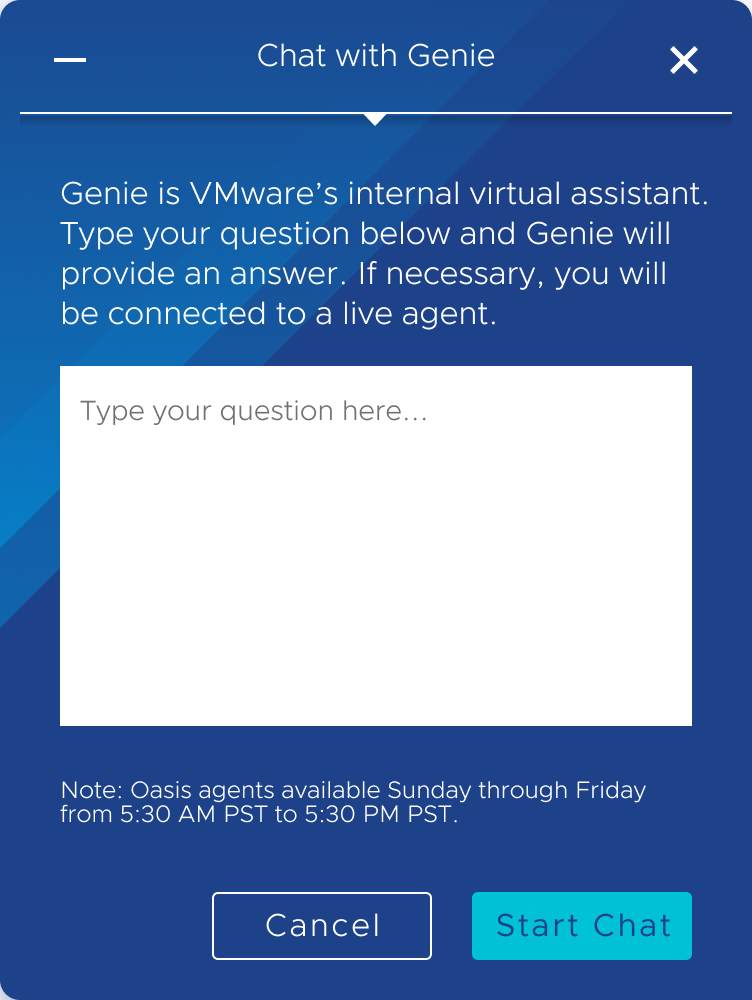 Chat with Genie
Genie is VMware’s internal virtual assistant.
Type your question below and Genie will
provide an answer. If necessary, you will
be connected to a live agent.
Type your question here...
Note: Oasis agents available Sunday through Friday
from 5:30 AM PST to 5:30 PM PST.
Cancel
Start Chat